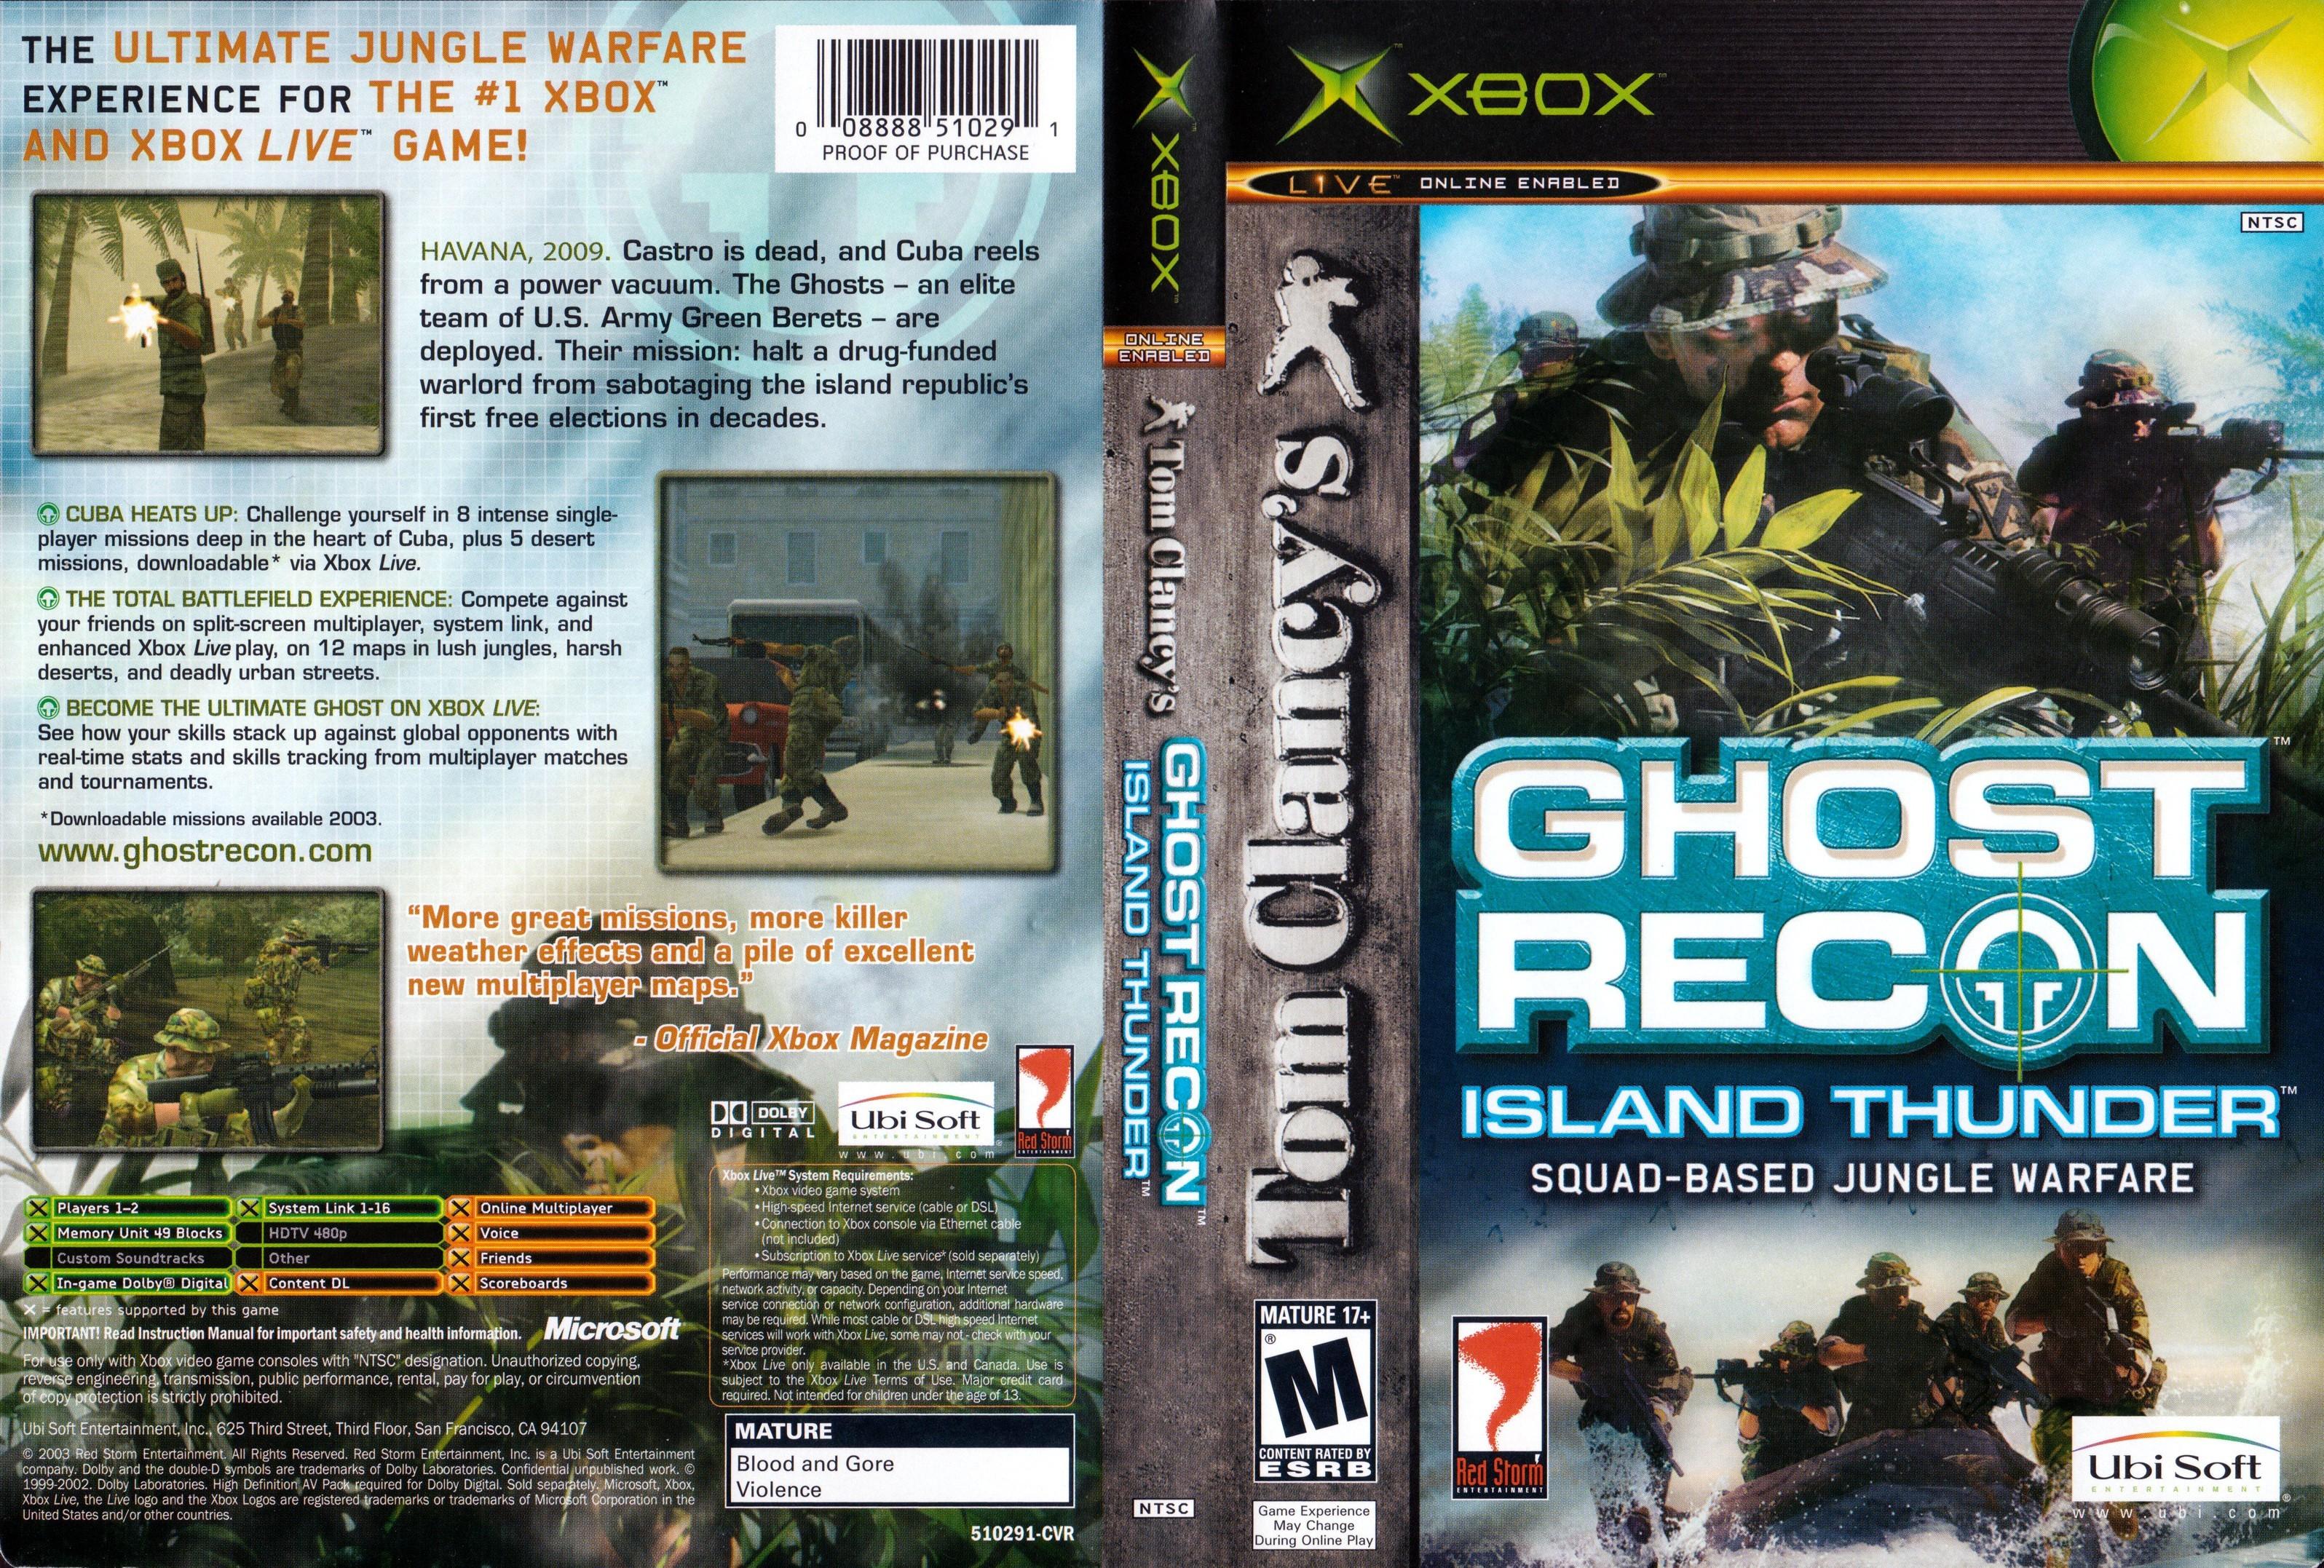 THE ULTIMATE JUNGLE WARFARE
EXPERIENCE FOR THE #1 XBOX™
AND XBOX LIVE™ GAME!
0 08888 51029 1
PROOF OF PURCHASE
HAVANA, 2009. Castro is dead, and Cuba reels
from a power vacuum. The Ghosts – an elite
team of U.S. Army Green Berets – are
deployed. Their mission: halt a drug-funded
warlord from sabotaging the island republic's
first free elections in decades.
CUBA HEATS UP: Challenge yourself in 8 intense single-
player missions deep in the heart of Cuba, plus 5 desert
missions, downloadable* via Xbox Live.
THE TOTAL BATTLEFIELD EXPERIENCE: Compete against
your friends on split-screen multiplayer, system link, and
enhanced Xbox Live play, on 12 maps in lush jungles, harsh
deserts, and deadly urban streets.
BECOME THE ULTIMATE GHOST ON XBOX LIVE:
See how your skills stack up against global opponents with
real-time stats and skills tracking from multiplayer matches
and tournaments.
*Downloadable missions available 2003.
www.ghostrecon.com
"More great missions, more killer
weather effects and a pile of excellent
new multiplayer maps."
- Official Xbox Magazine
DOLBY
DIGITAL
Ubi Soft
ENTERTAINMENT®
www.ubi.com
Red Storm
ENTERTAINMENT
Players 1–2
System Link 1-16
Online Multiplayer
Memory Unit 49 Blocks
HDTV 480p
Voice
Custom Soundtracks
Other
Friends
In-game Dolby® Digital
Content DL
Scoreboards
X = features supported by this game
IMPORTANT! Read Instruction Manual for important safety and health information.
Microsoft
For use only with Xbox video game consoles with "NTSC" designation. Unauthorized copying,
reverse engineering, transmission, public performance, rental, pay for play, or circumvention
of copy protection is strictly prohibited.
Ubi Soft Entertainment, Inc., 625 Third Street, Third Floor, San Francisco, CA 94107
© 2003 Red Storm Entertainment. All Rights Reserved. Red Storm Entertainment, Inc. is a Ubi Soft Entertainment
company. Dolby and the double-D symbols are trademarks of Dolby Laboratories. Confidential unpublished work. ©
1999-2002. Dolby Laboratories. High Definition AV Pack required for Dolby Digital. Sold separately. Microsoft, Xbox,
Xbox Live, the Live logo and the Xbox Logos are registered trademarks or trademarks of Microsoft Corporation in the
United States and/or other countries.
Xbox Live™ System Requirements:
• Xbox video game system
• High-speed Internet service (cable or DSL)
• Connection to Xbox console via Ethernet cable
(not included)
• Subscription to Xbox Live service* (sold separately)
Performance may vary based on the game, Internet service speed,
network activity, or capacity. Depending on your Internet
service connection or network configuration, additional hardware
may be required. While most cable or DSL high speed Internet
services will work with Xbox Live, some may not - check with your
service provider.
*Xbox Live only available in the U.S. and Canada. Use is
subject to the Xbox Live Terms of Use. Major credit card
required. Not intended for children under the age of 13.
MATURE
Blood and Gore
Violence
510291-CVR
XBOX™
ONLINE
ENABLED
Tom Clancy's
GHOST RECON™
ISLAND THUNDER™
NTSC
XBOX™
LIVE™ ONLINE ENABLED
NTSC
Tom Clancy's
GHOST
RECON™
ISLAND THUNDER™
SQUAD-BASED JUNGLE WARFARE
MATURE 17+
M®
CONTENT RATED BY
ESRB
Game Experience
May Change
During Online Play
Red Storm
ENTERTAINMENT
Ubi Soft
ENTERTAINMENT®
www.ubi.com